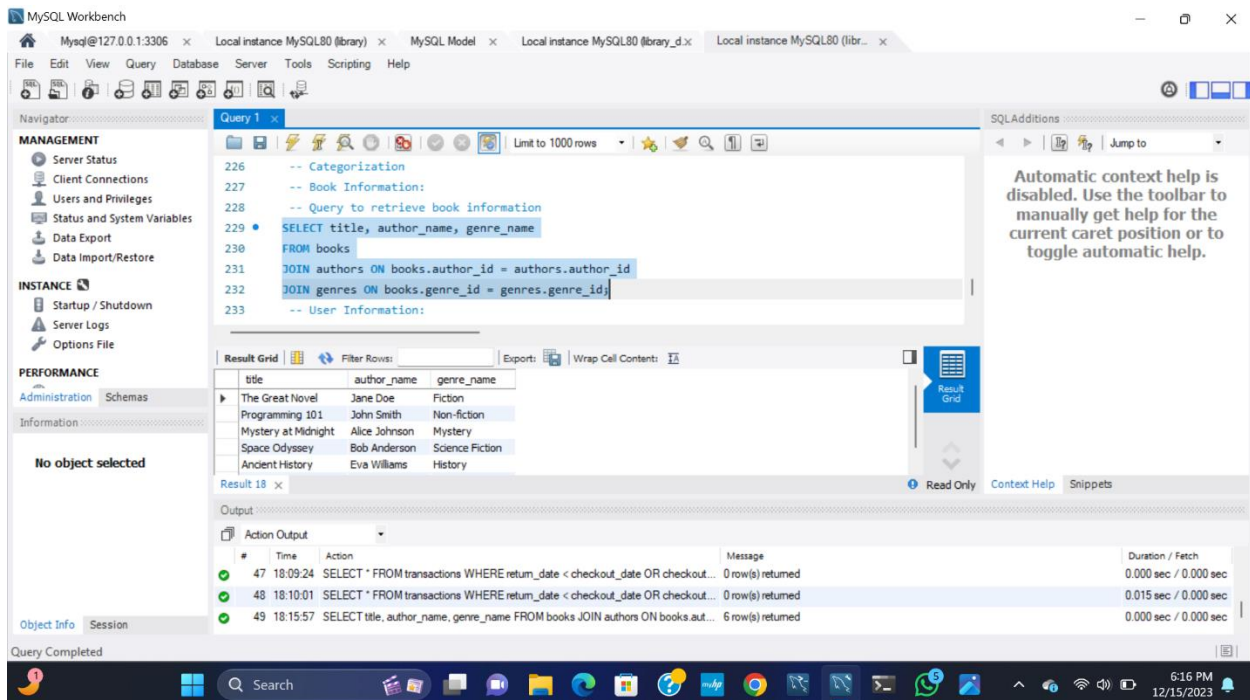 MySQL Workbench
Mysql@127.0.0.1:3306 × Local instance MySQL80 (library) × MySQL Model × Local instance MySQL80 (library_d.× Local instance MySQL80 (libr... ×
File Edit View Query Database Server Tools Scripting Help
Navigator
Query 1 ×
SQLAdditions
MANAGEMENT
Server Status
Client Connections
Users and Privileges
Status and System Variables
Data Export
Data Import/Restore
INSTANCE
Startup / Shutdown
Server Logs
Options File
PERFORMANCE
Administration Schemas
Information
No object selected
Object Info Session
Limit to 1000 rows
226 -- Categorization
227 -- Book Information:
228 -- Query to retrieve book information
229 SELECT title, author_name, genre_name
230 FROM books
231 JOIN authors ON books.author_id = authors.author_id
232 JOIN genres ON books.genre_id = genres.genre_id;
233 -- User Information:
Result Grid Filter Rows: Export: Wrap Cell Content:
title author_name genre_name
The Great Novel Jane Doe Fiction
Programming 101 John Smith Non-fiction
Mystery at Midnight Alice Johnson Mystery
Space Odyssey Bob Anderson Science Fiction
Ancient History Eva Williams History
Result
Grid
Result 18 × Read Only
Jump to
Automatic context help is
disabled. Use the toolbar to
manually get help for the
current caret position or to
toggle automatic help.
Context Help Snippets
Output
Action Output
# Time Action Message Duration / Fetch
47 18:09:24 SELECT * FROM transactions WHERE return_date < checkout_date OR checkout... 0 row(s) returned 0.000 sec / 0.000 sec
48 18:10:01 SELECT * FROM transactions WHERE return_date < checkout_date OR checkout... 0 row(s) returned 0.015 sec / 0.000 sec
49 18:15:57 SELECT title, author_name, genre_name FROM books JOIN authors ON books.aut... 6 row(s) returned 0.000 sec / 0.000 sec
Query Completed
1
Search
5
6:16 PM
12/15/2023